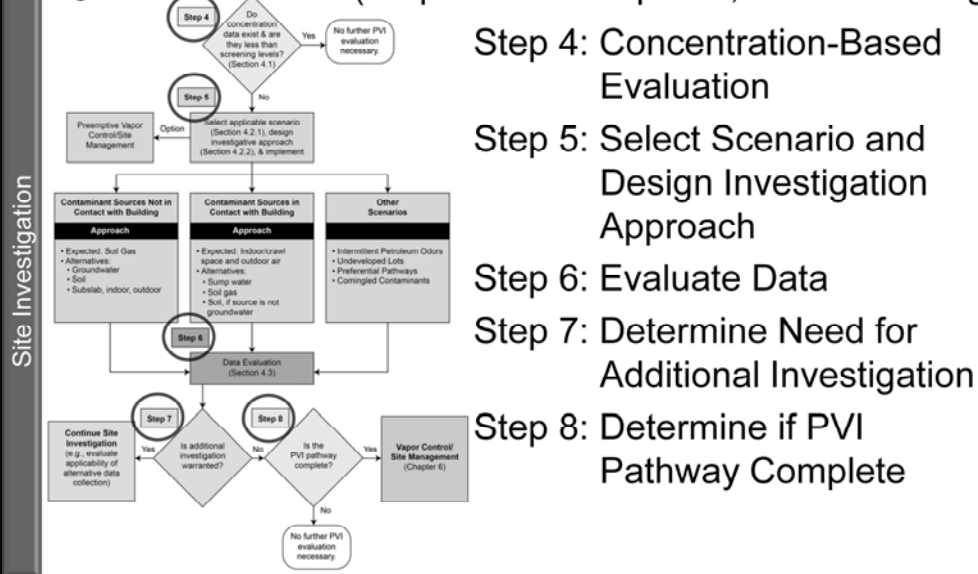 Site Investigation
Step 4
Do
concentration
data exist & are
they less than
screening levels?
(Section 4.1)
Yes
No further PVI
evaluation
necessary.
No
Step 5
Preemptive Vapor
Control/Site
Management
Option
Select applicable scenario
(Section 4.2.1), design
investigative approach
(Section 4.2.2), & implement
Contaminant Sources Not in
Contact with Building
Approach
• Expected: Soil Gas
• Alternatives:
• Groundwater
• Soil
• Subslab, indoor, outdoor
Contaminant Sources in
Contact with Building
Approach
• Expected: Indoor/crawl
space and outdoor air
• Alternatives:
• Sump water
• Soil gas
• Soil, if source is not
groundwater
Other
Scenarios
• Intermittent Petroleum Odors
• Undeveloped Lots
• Preferential Pathways
• Comingled Contaminants
Step 6
Data Evaluation
(Section 4.3)
Step 7
Continue Site
Investigation
(e.g., evaluate
applicability of
alternative data
collection)
Yes
Is additional
investigation
warranted?
No
Step 8
Is the
PVI pathway
complete?
Yes
Vapor Control/
Site Management
(Chapter 6)
No
No further PVI
evaluation
necessary.
Step 4: Concentration-Based
Evaluation
Step 5: Select Scenario and
Design Investigation
Approach
Step 6: Evaluate Data
Step 7: Determine Need for
Additional Investigation
Step 8: Determine if PVI
Pathway Complete